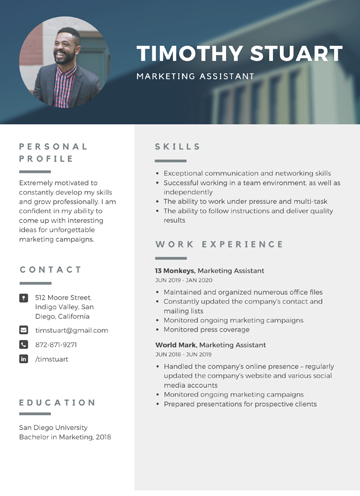 TIMOTHY STUART
MARKETING ASSISTANT
PERSONAL
PROFILE
Extremely motivated to
constantly develop my skills
and grow professionally. I am
confident in my ability to
come up with interesting
ideas for unforgettable
marketing campaigns.
CONTACT
512 Moore Street,
Indigo Valley, San
Diego, California
timstuart@gmail.com
872-871-9271
/timstuart
EDUCATION
San Diego University
Bachelor in Marketing, 2018
SKILLS
• Exceptional communication and networking skills
• Successful working in a team environment, as well as
independently
• The ability to work under pressure and multi-task
• The ability to follow instructions and deliver quality
results
WORK EXPERIENCE
13 Monkeys, Marketing Assistant
JUN 2019 - JAN 2020
• Maintained and organized numerous office files
• Constantly updated the company's contact and
mailing lists
• Monitored ongoing marketing campaigns
• Monitored press coverage
World Mark, Marketing Assistant
JUN 2018 - JUN 2019
• Handled the company's online presence – regularly
updated the company's website and various social
media accounts
• Monitored ongoing marketing campaigns
• Prepared presentations for prospective clients